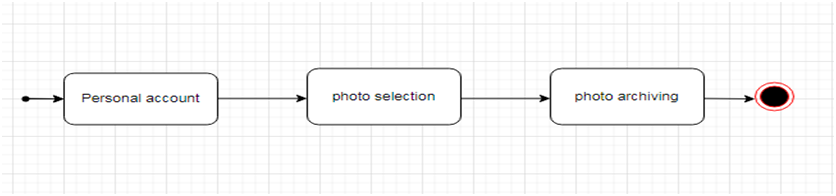 Personal account
photo selection
photo archiving